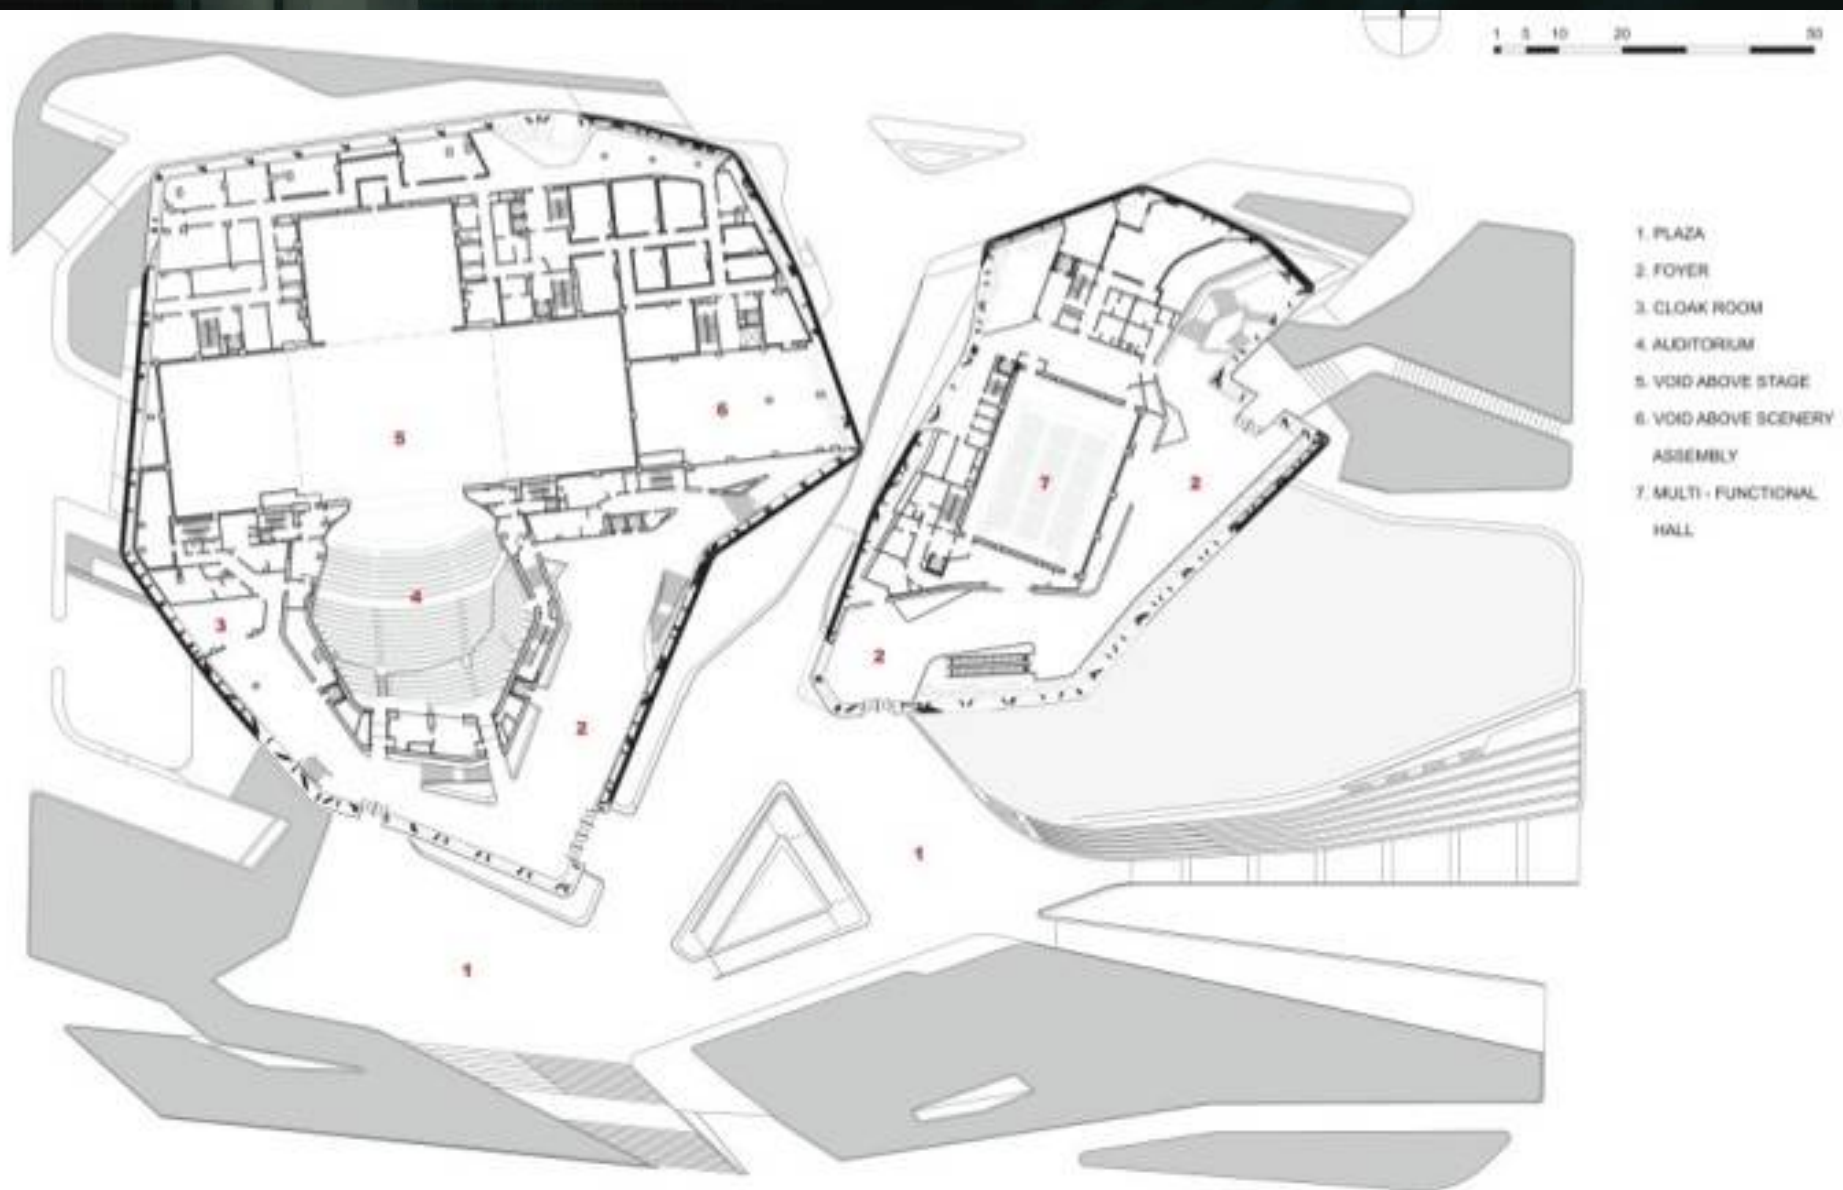 1 5 10 20 50
1. PLAZA
2. FOYER
3. CLOAK ROOM
4. AUDITORIUM
5. VOID ABOVE STAGE
6. VOID ABOVE SCENERY
ASSEMBLY
7. MULTI - FUNCTIONAL
HALL
5
6
7
2
4
3
2
2
1
1